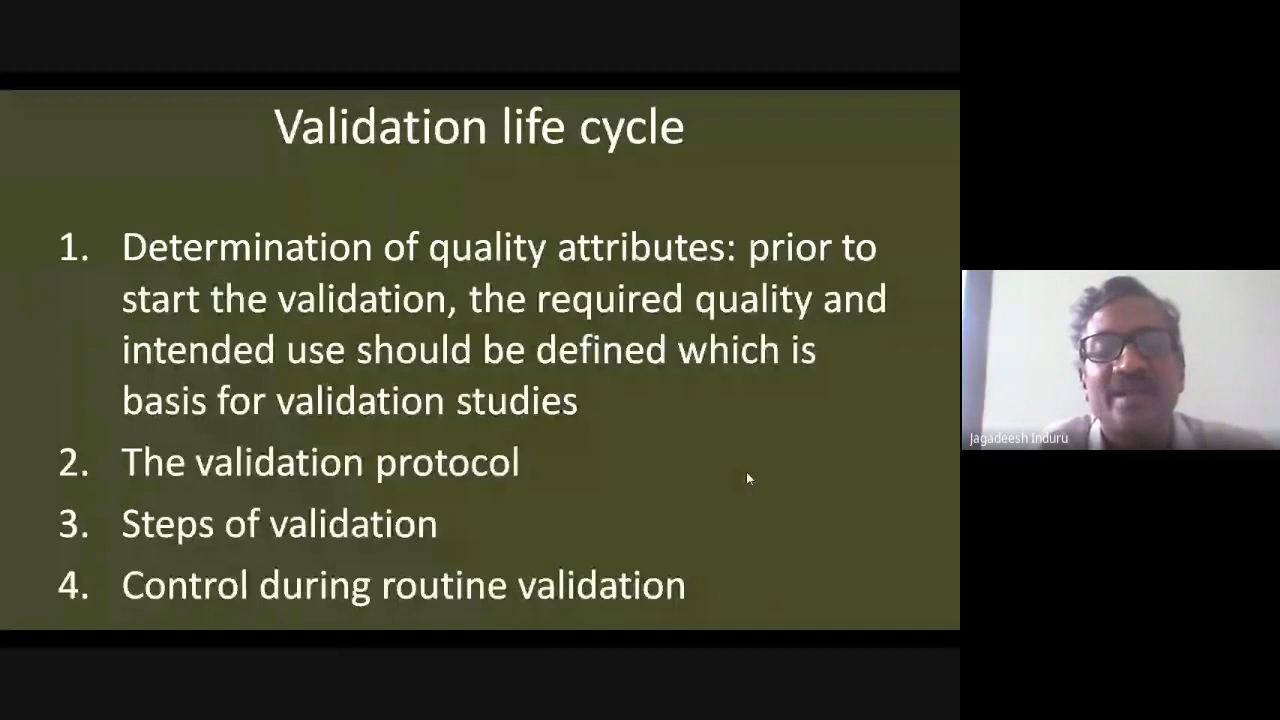 Validation life cycle
1. Determination of quality attributes: prior to
start the validation, the required quality and
intended use should be defined which is
basis for validation studies
2. The validation protocol
3. Steps of validation
4. Control during routine validation
Jagadeesh Induru